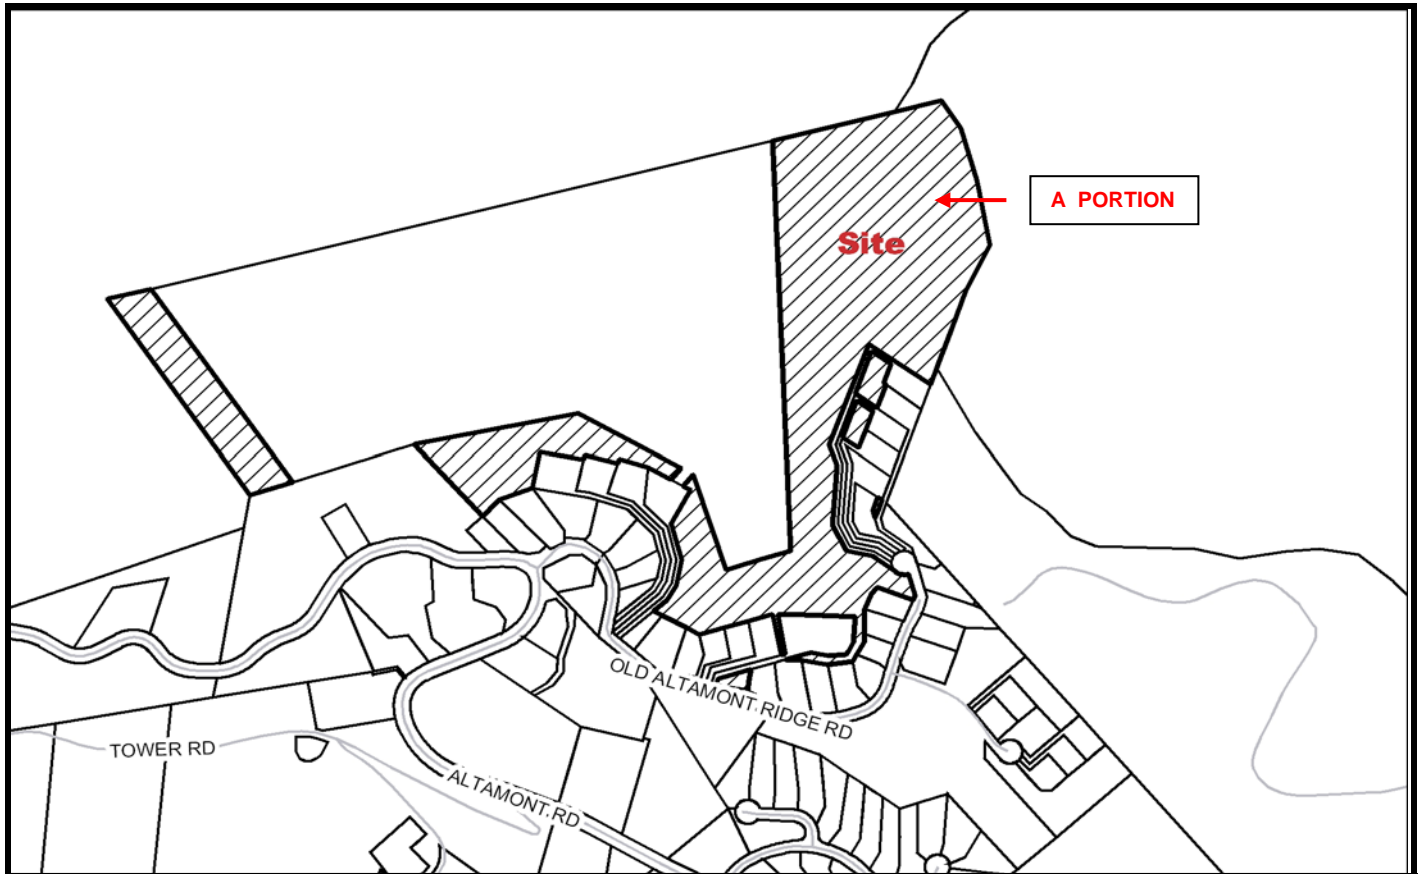 A PORTION
Site
OLD ALTAMONT RIDGE RD
TOWER RD
ALTAMONT RD